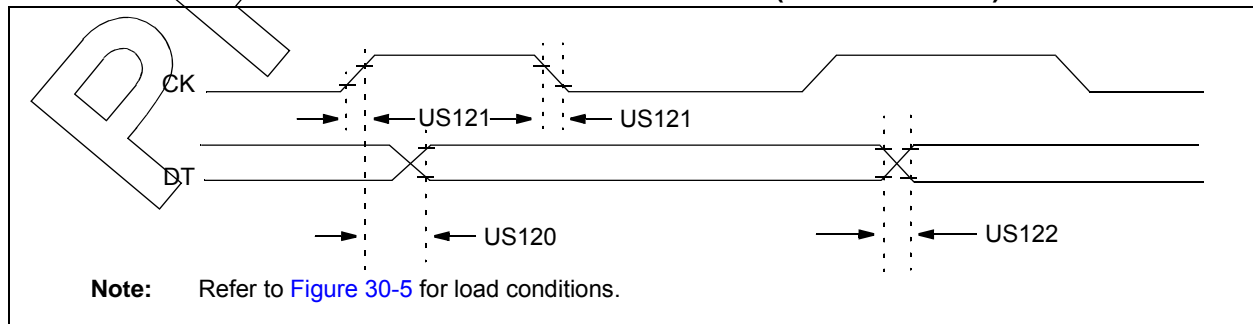 CK
US121 US121
DT
US120 US122
Note: Refer to Figure 30-5 for load conditions.